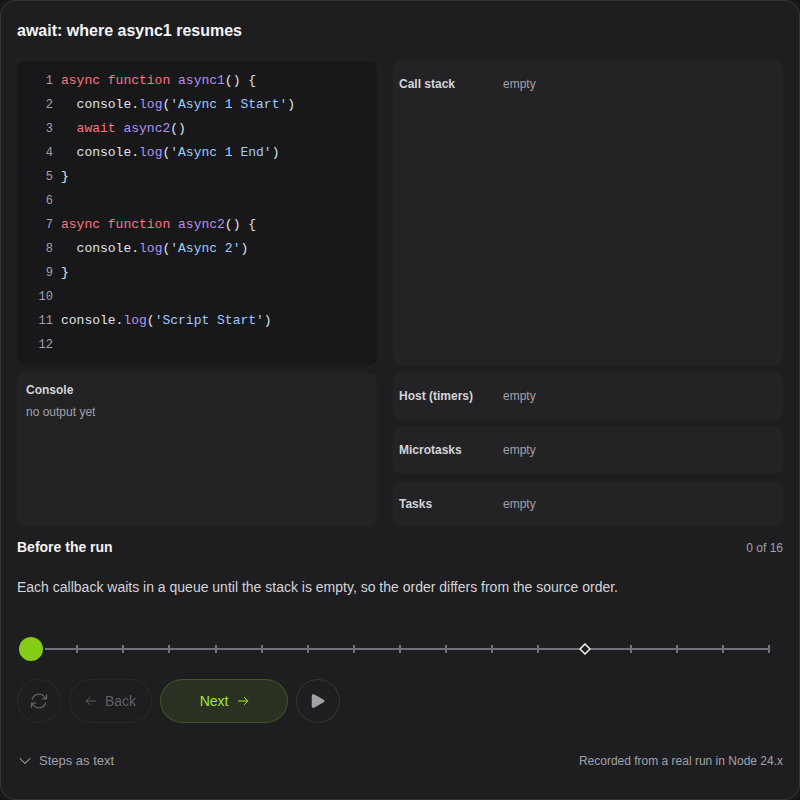 await: where async1 resumes
1 async function async1() {
2 console.log('Async 1 Start')
3 await async2()
4 console.log('Async 1 End')
5 }
6
7 async function async2() {
8 console.log('Async 2')
9 }
10
11 console.log('Script Start')
12
Call stack empty
Console
no output yet
Host (timers) empty
Microtasks empty
Tasks empty
Before the run 0 of 16
Each callback waits in a queue until the stack is empty, so the order differs from the source order.
Back Next
Steps as text Recorded from a real run in Node 24.x